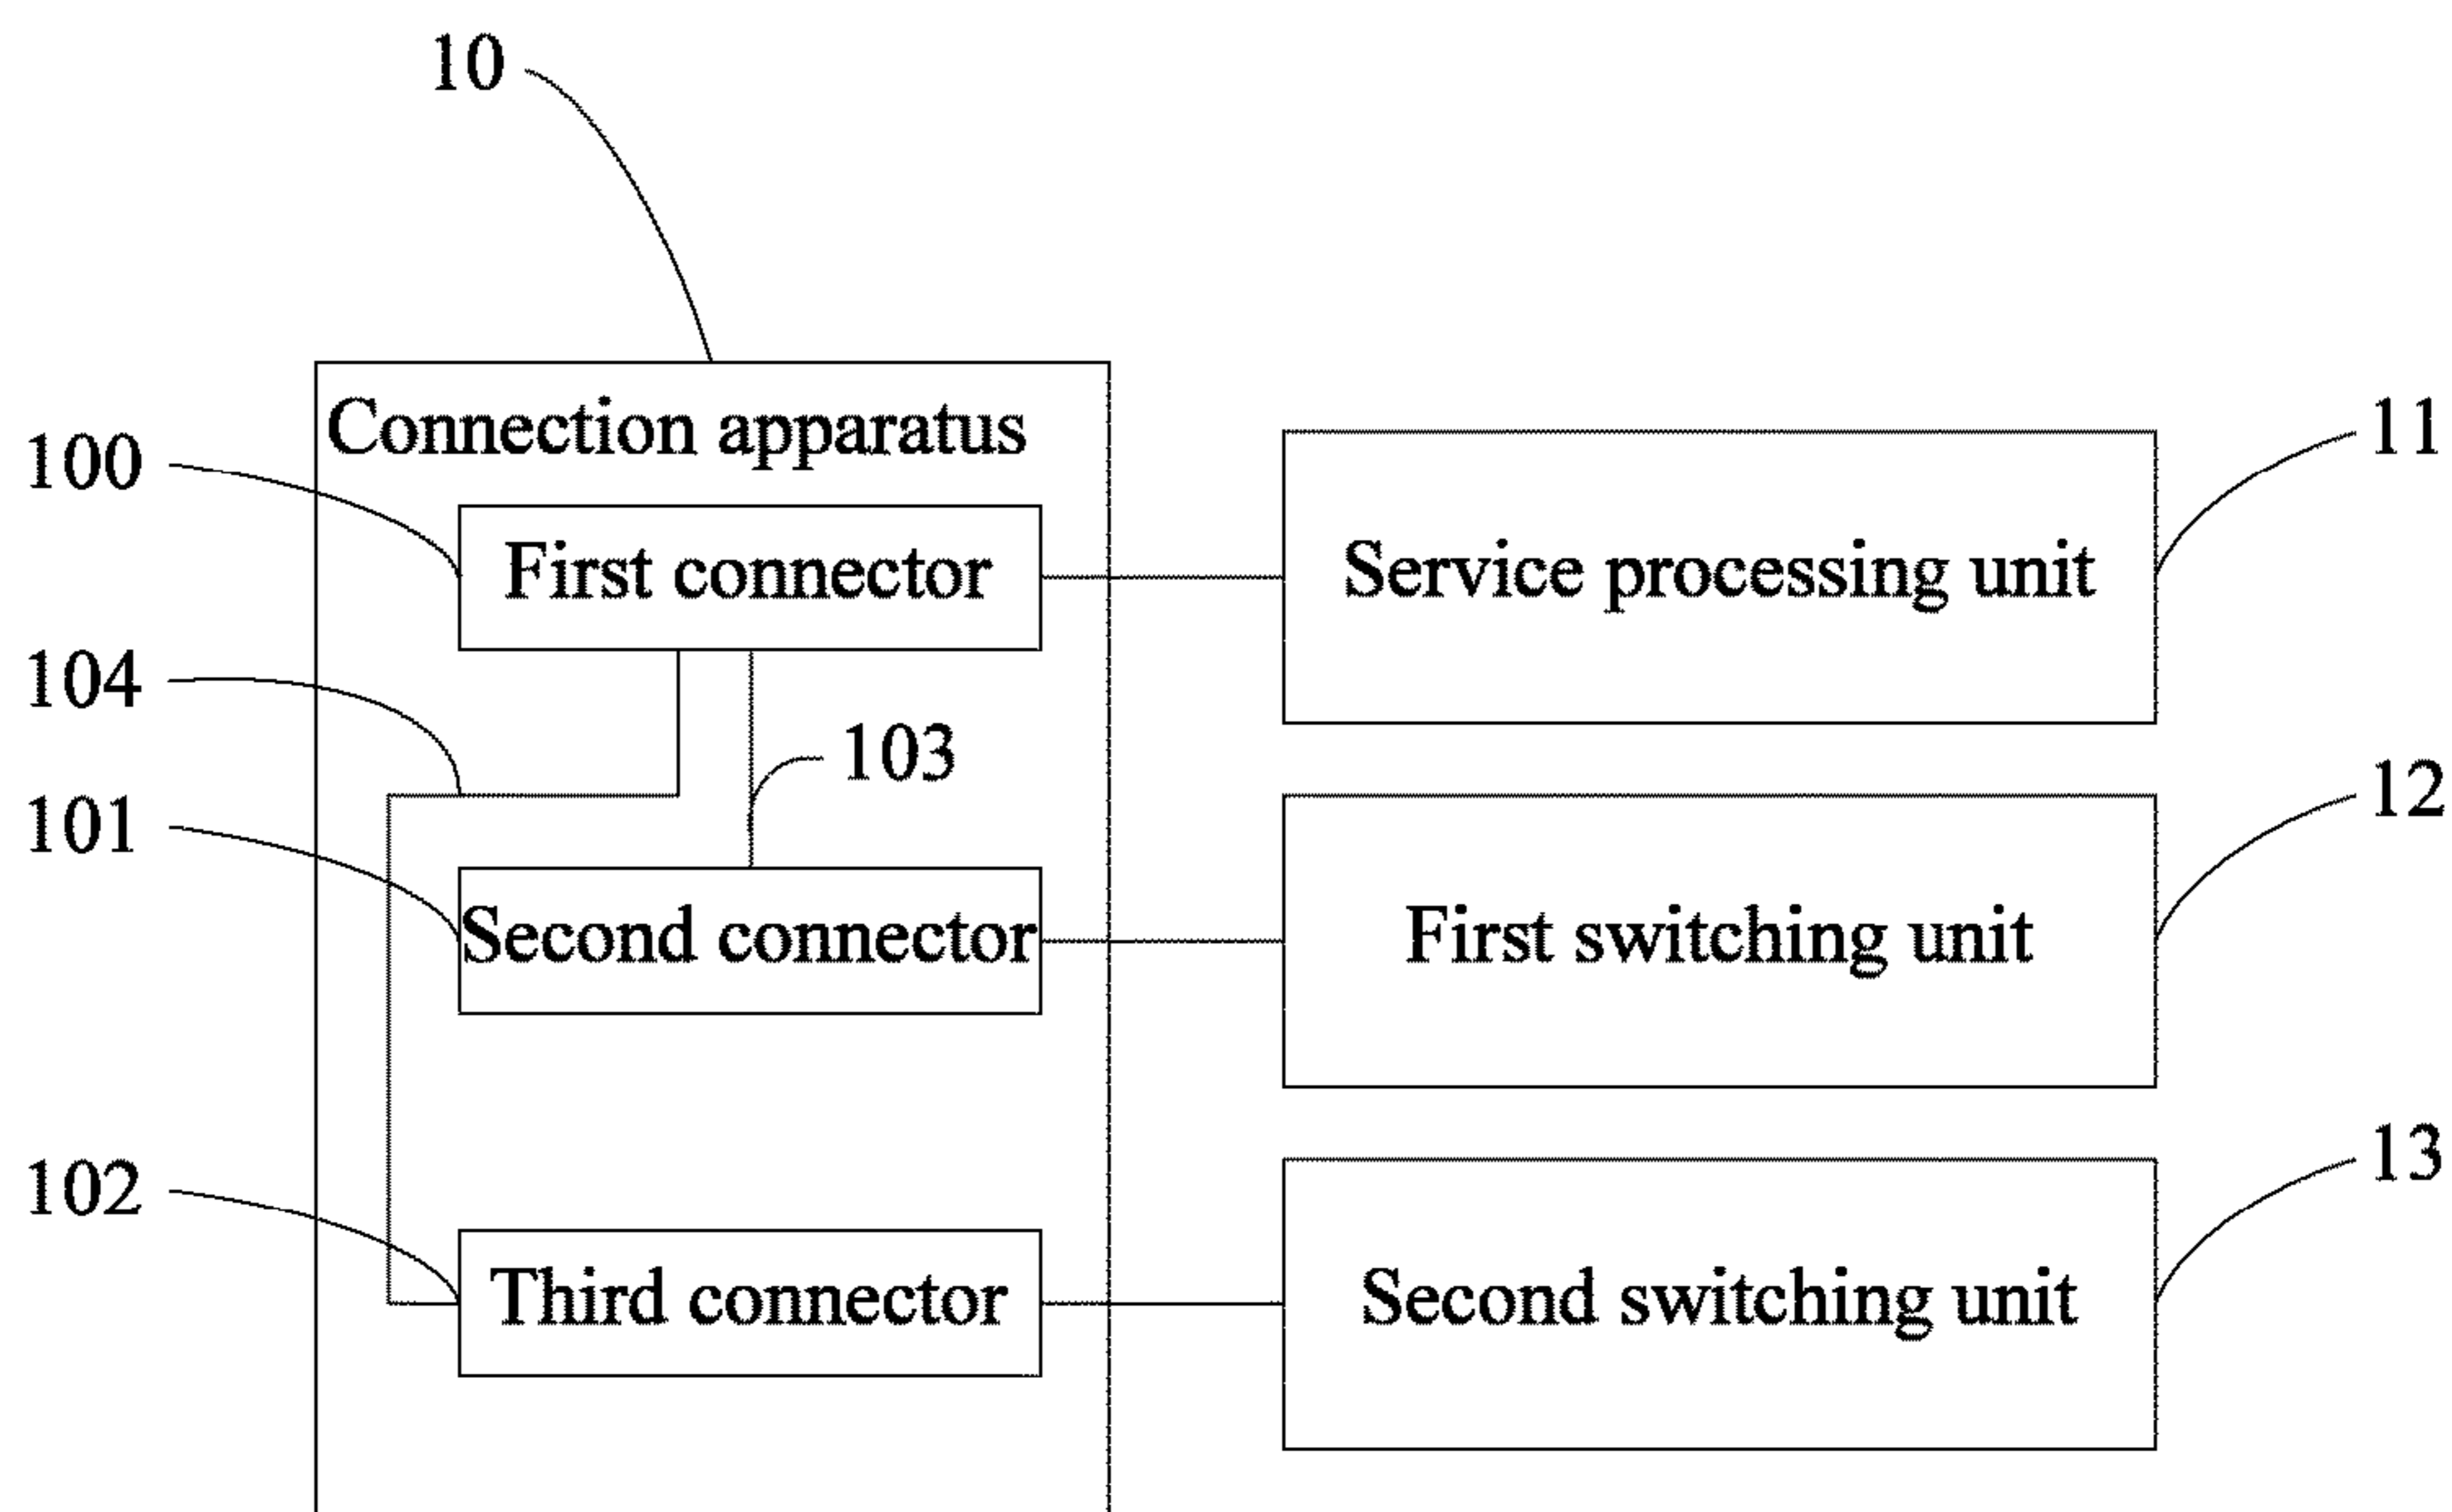 10
Connection apparatus
100
First connector
Service processing unit
11
104
103
101
Second connector
First switching unit
12
102
Third connector
Second switching unit
13